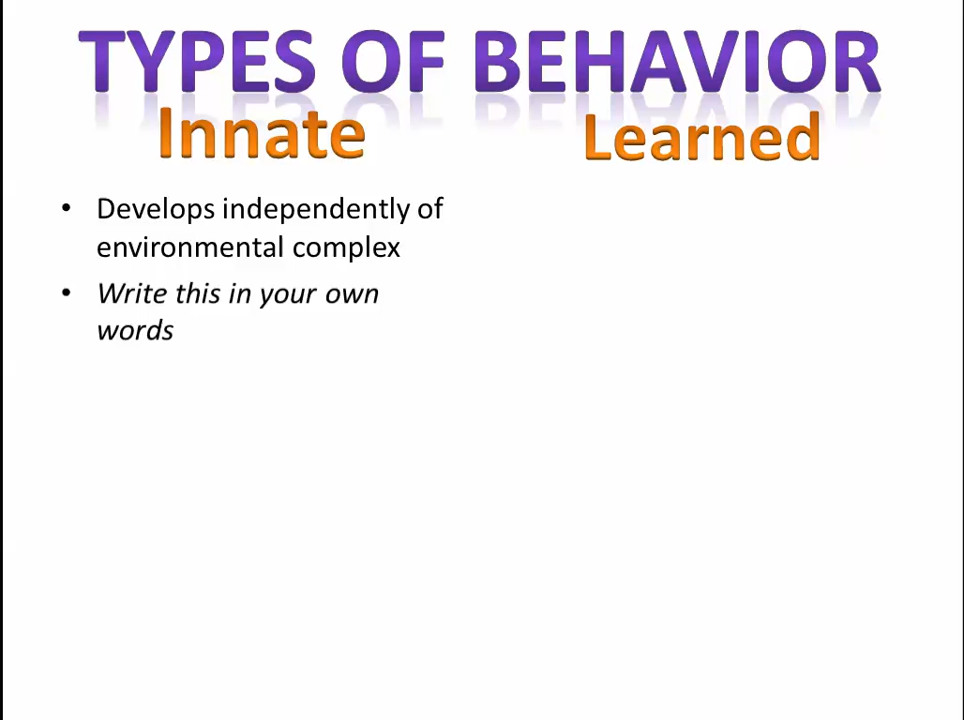 TYPES OF BEHAVIOR
Innate
• Develops independently of
environmental complex
• Write this in your own
words
Learned